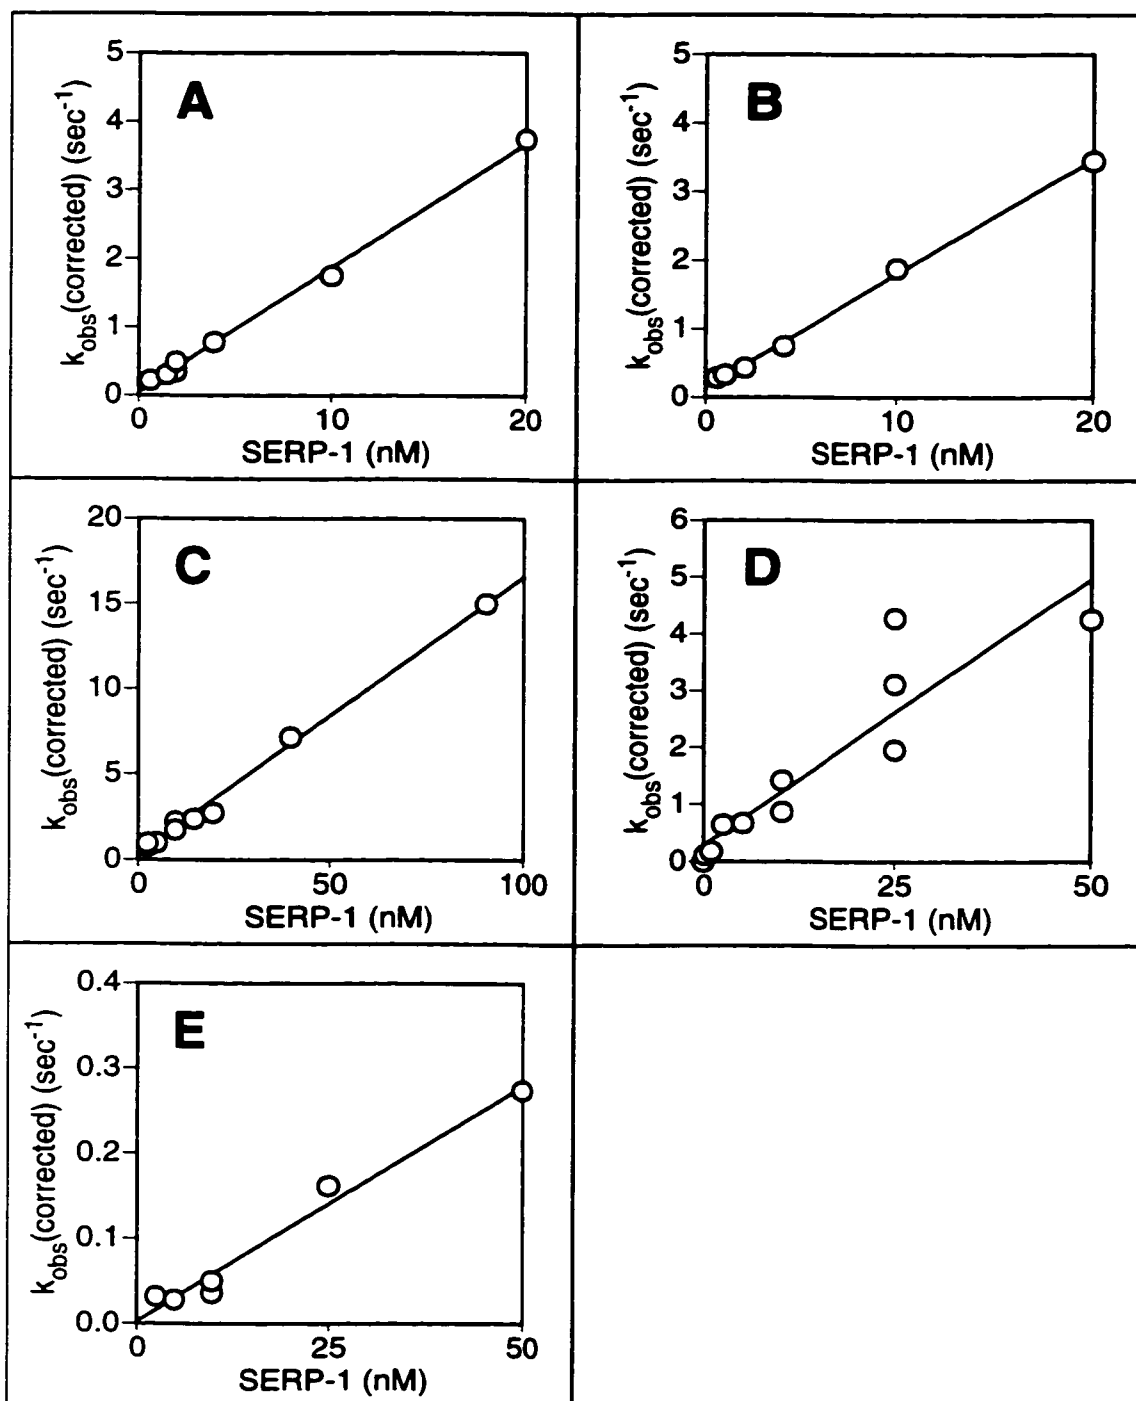 A
k_obs(corrected) (sec⁻¹)
5
4
3
2
1
0
0 10 20
SERP-1 (nM)
B
k_obs(corrected) (sec⁻¹)
5
4
3
2
1
0
0 10 20
SERP-1 (nM)
C
k_obs(corrected) (sec⁻¹)
20
15
10
5
0
0 50 100
SERP-1 (nM)
D
k_obs(corrected) (sec⁻¹)
6
5
4
3
2
1
0
0 25 50
SERP-1 (nM)
E
k_obs(corrected) (sec⁻¹)
0.4
0.3
0.2
0.1
0.0
0 25 50
SERP-1 (nM)